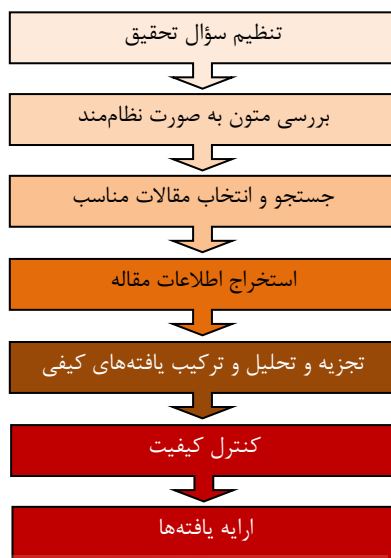 تنظیم سؤال تحقیق
بررسی متون به صورت نظام‌مند
جستجو و انتخاب مقالات مناسب
استخراج اطلاعات مقاله
تجزیه و تحلیل و ترکیب یافته‌های کیفی
کنترل کیفیت
ارایه یافته‌ها